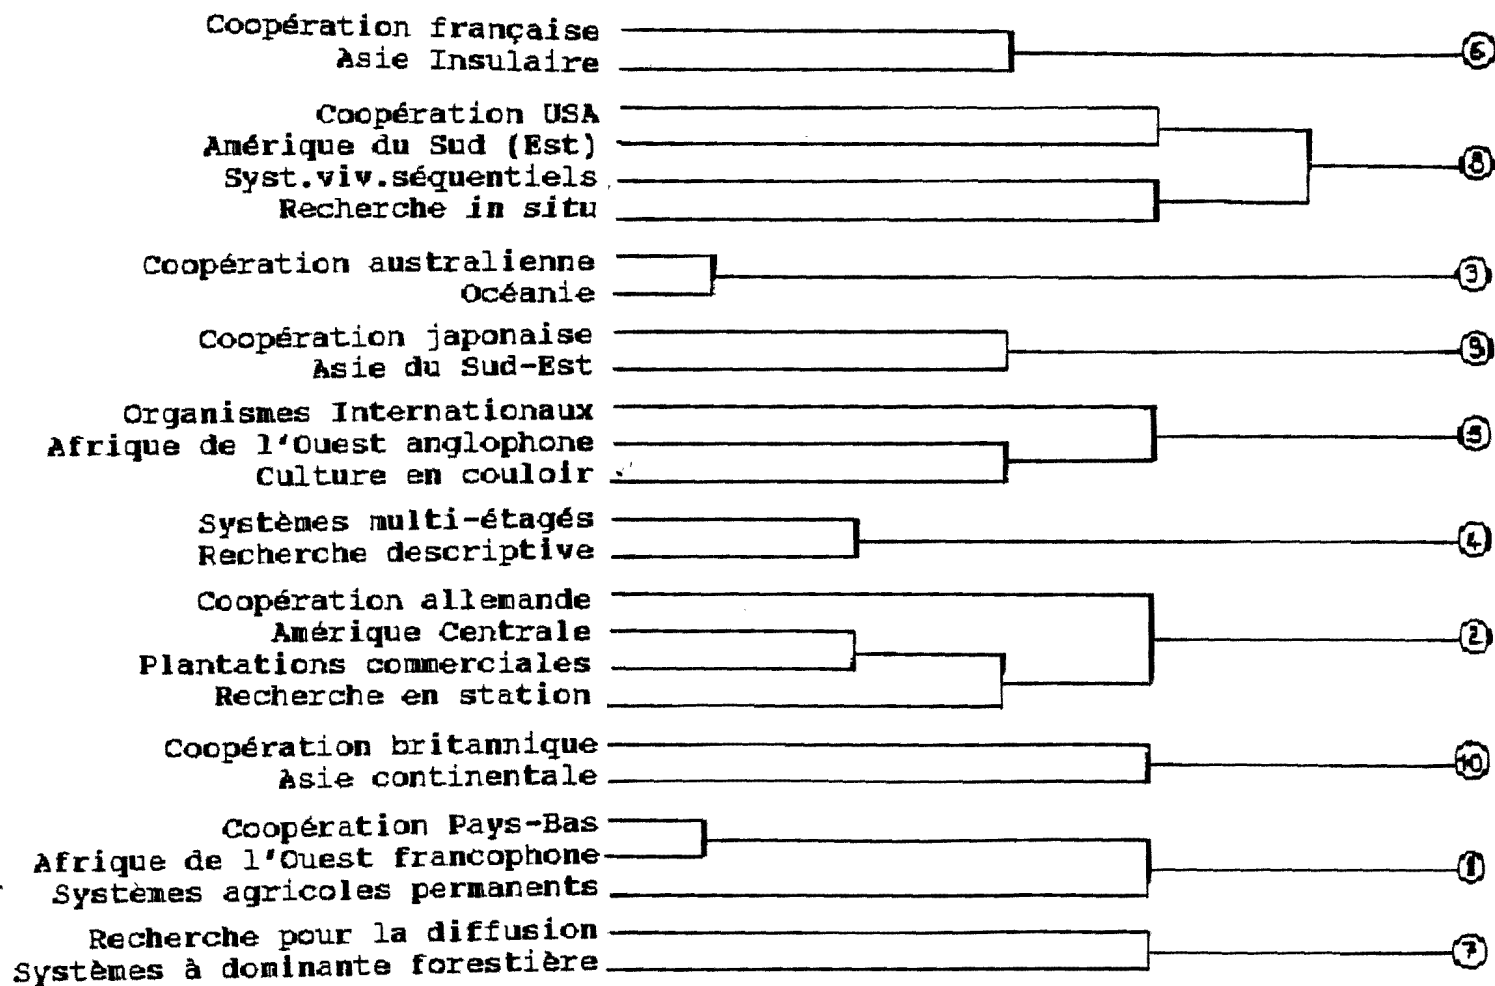 Coopération française
Asie Insulaire
6
Coopération USA
Amérique du Sud (Est)
Syst.viv.séquentiels
Recherche in situ
8
Coopération australienne
Océanie
3
Coopération japonaise
Asie du Sud-Est
9
Organismes Internationaux
Afrique de l'Ouest anglophone
Culture en couloir
5
Systèmes multi-étagés
Recherche descriptive
4
Coopération allemande
Amérique Centrale
Plantations commerciales
Recherche en station
2
Coopération britannique
Asie continentale
10
Coopération Pays-Bas
Afrique de l'Ouest francophone
Systèmes agricoles permanents
1
Recherche pour la diffusion
Systèmes à dominante forestière
7